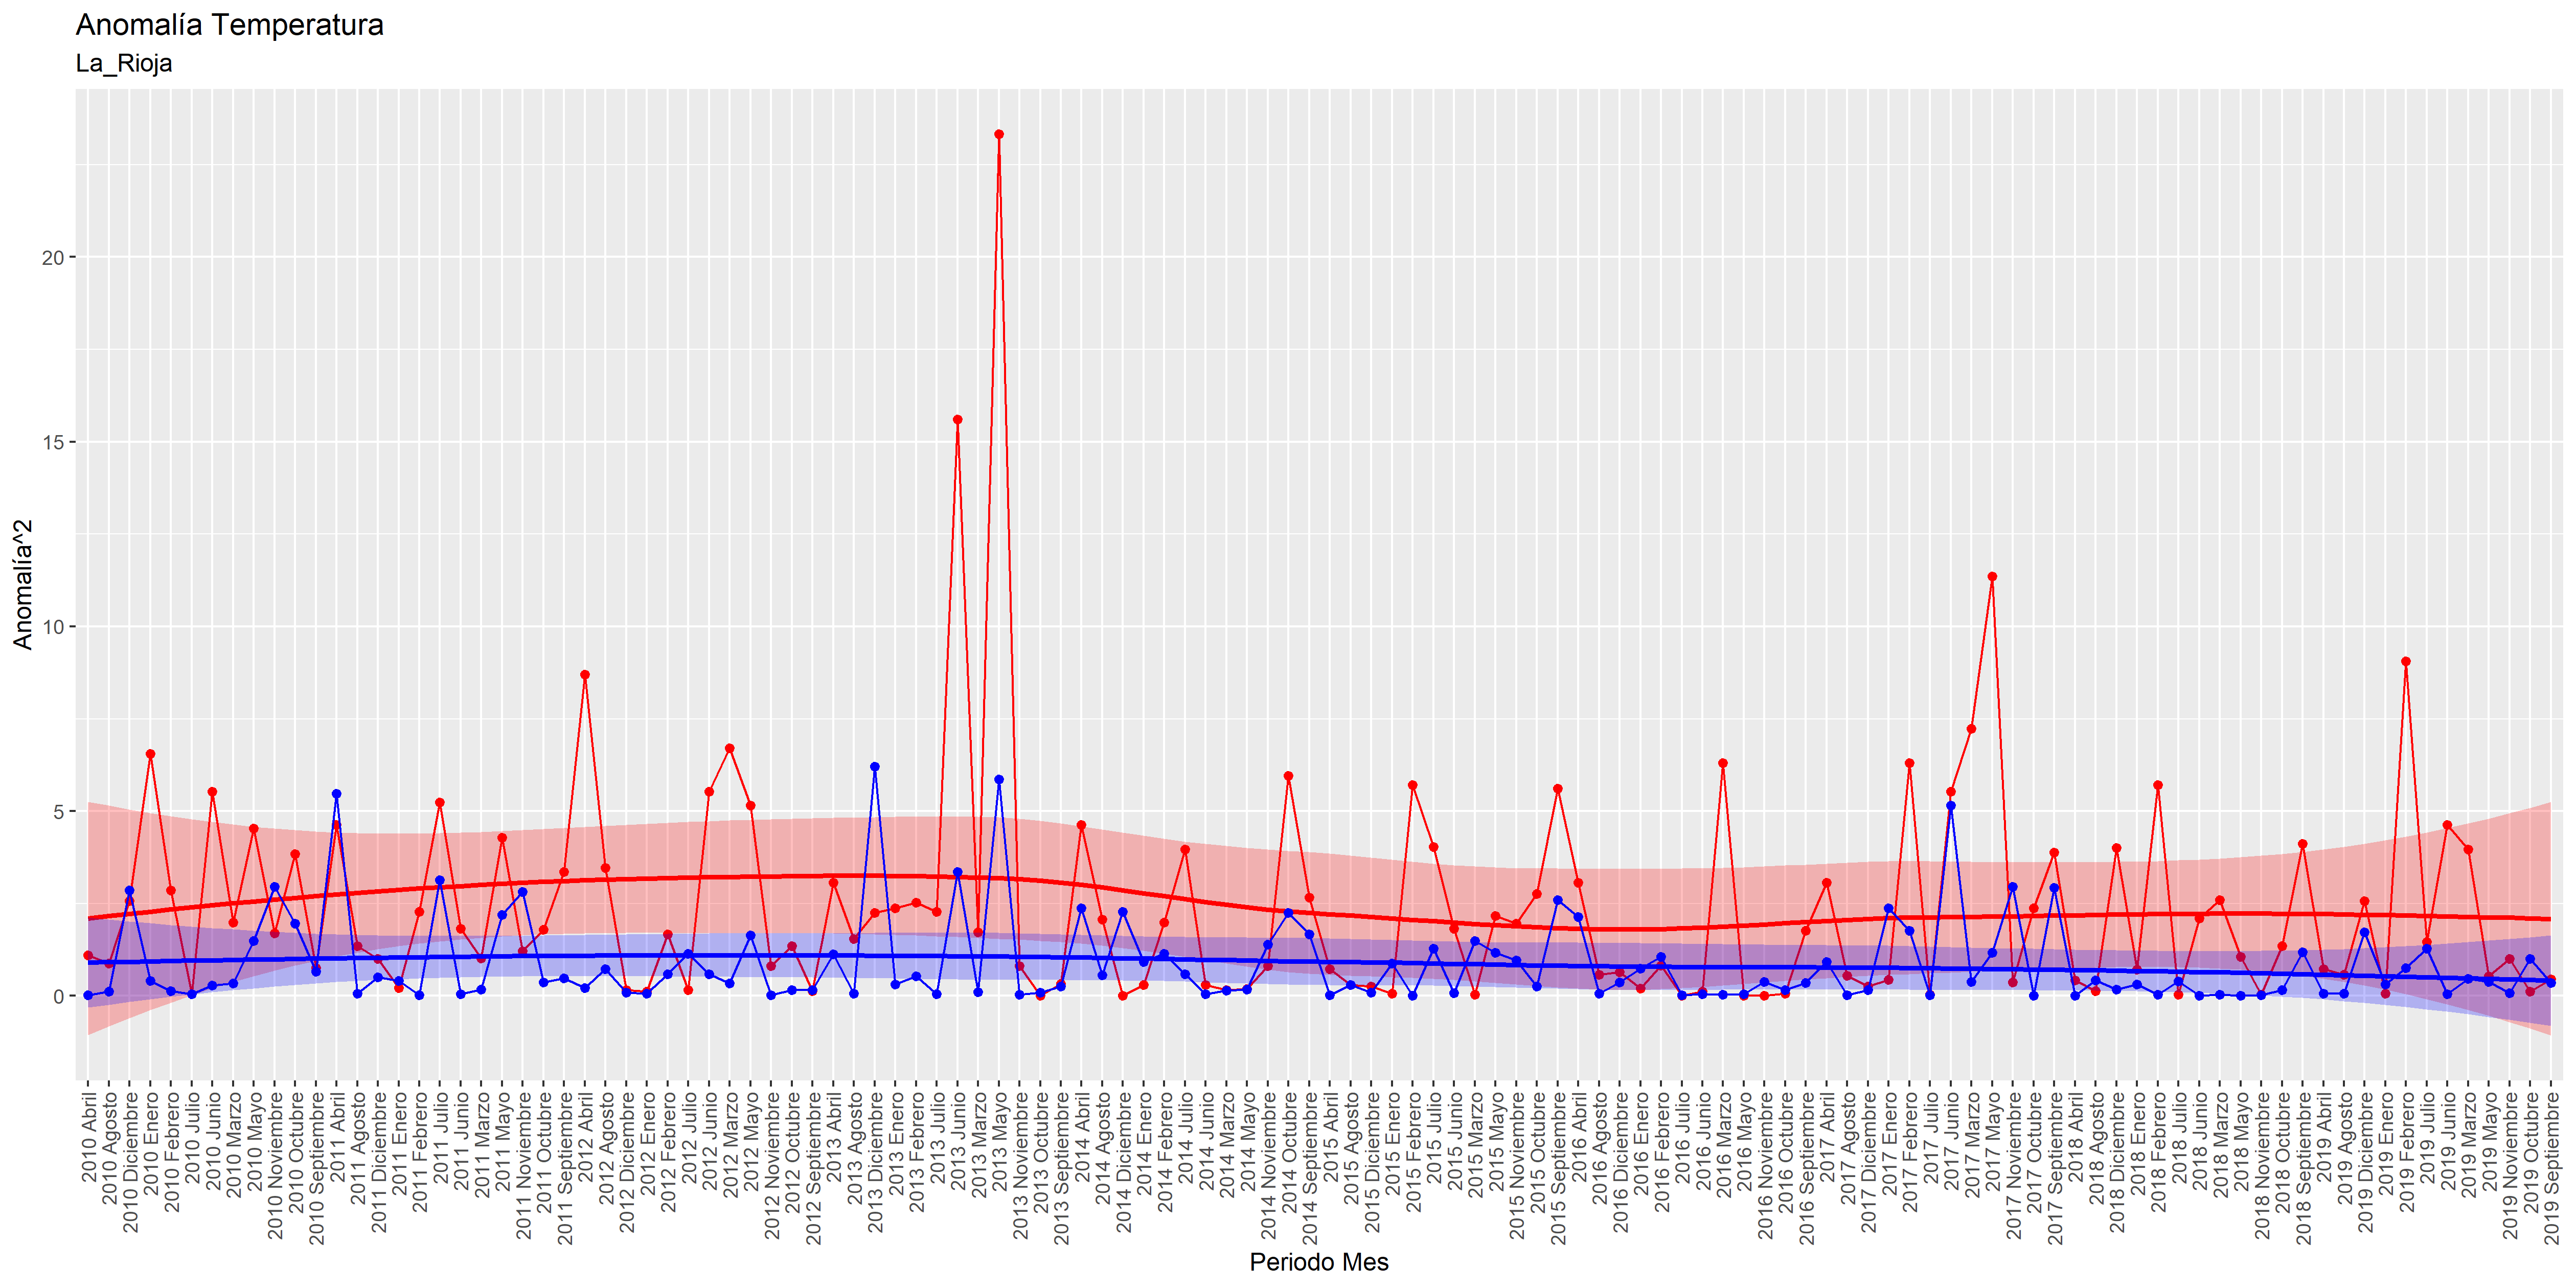 Anomalía Temperatura
La_Rioja
Anomalía^2
20
15
10
5
0
2010 Abril
2010 Agosto
2010 Diciembre
2010 Enero
2010 Febrero
2010 Julio
2010 Junio
2010 Marzo
2010 Mayo
2010 Noviembre
2010 Octubre
2010 Septiembre
2011 Abril
2011 Agosto
2011 Diciembre
2011 Enero
2011 Febrero
2011 Julio
2011 Junio
2011 Marzo
2011 Mayo
2011 Noviembre
2011 Octubre
2011 Septiembre
2012 Abril
2012 Agosto
2012 Diciembre
2012 Enero
2012 Febrero
2012 Julio
2012 Junio
2012 Marzo
2012 Mayo
2012 Noviembre
2012 Octubre
2012 Septiembre
2013 Abril
2013 Agosto
2013 Diciembre
2013 Enero
2013 Febrero
2013 Julio
2013 Junio
2013 Marzo
2013 Mayo
2013 Noviembre
2013 Octubre
2013 Septiembre
2014 Abril
2014 Agosto
2014 Diciembre
2014 Enero
2014 Febrero
2014 Julio
2014 Junio
2014 Marzo
2014 Mayo
2014 Noviembre
2014 Octubre
2014 Septiembre
2015 Abril
2015 Agosto
2015 Diciembre
2015 Enero
2015 Febrero
2015 Julio
2015 Junio
2015 Marzo
2015 Mayo
2015 Noviembre
2015 Octubre
2015 Septiembre
2016 Abril
2016 Agosto
2016 Diciembre
2016 Enero
2016 Febrero
2016 Julio
2016 Junio
2016 Marzo
2016 Mayo
2016 Noviembre
2016 Octubre
2016 Septiembre
2017 Abril
2017 Agosto
2017 Diciembre
2017 Enero
2017 Febrero
2017 Julio
2017 Junio
2017 Marzo
2017 Mayo
2017 Noviembre
2017 Octubre
2017 Septiembre
2018 Abril
2018 Agosto
2018 Diciembre
2018 Enero
2018 Febrero
2018 Julio
2018 Junio
2018 Marzo
2018 Mayo
2018 Noviembre
2018 Octubre
2018 Septiembre
2019 Abril
2019 Agosto
2019 Diciembre
2019 Enero
2019 Febrero
2019 Julio
2019 Junio
2019 Marzo
2019 Mayo
2019 Noviembre
2019 Octubre
2019 Septiembre
Periodo Mes